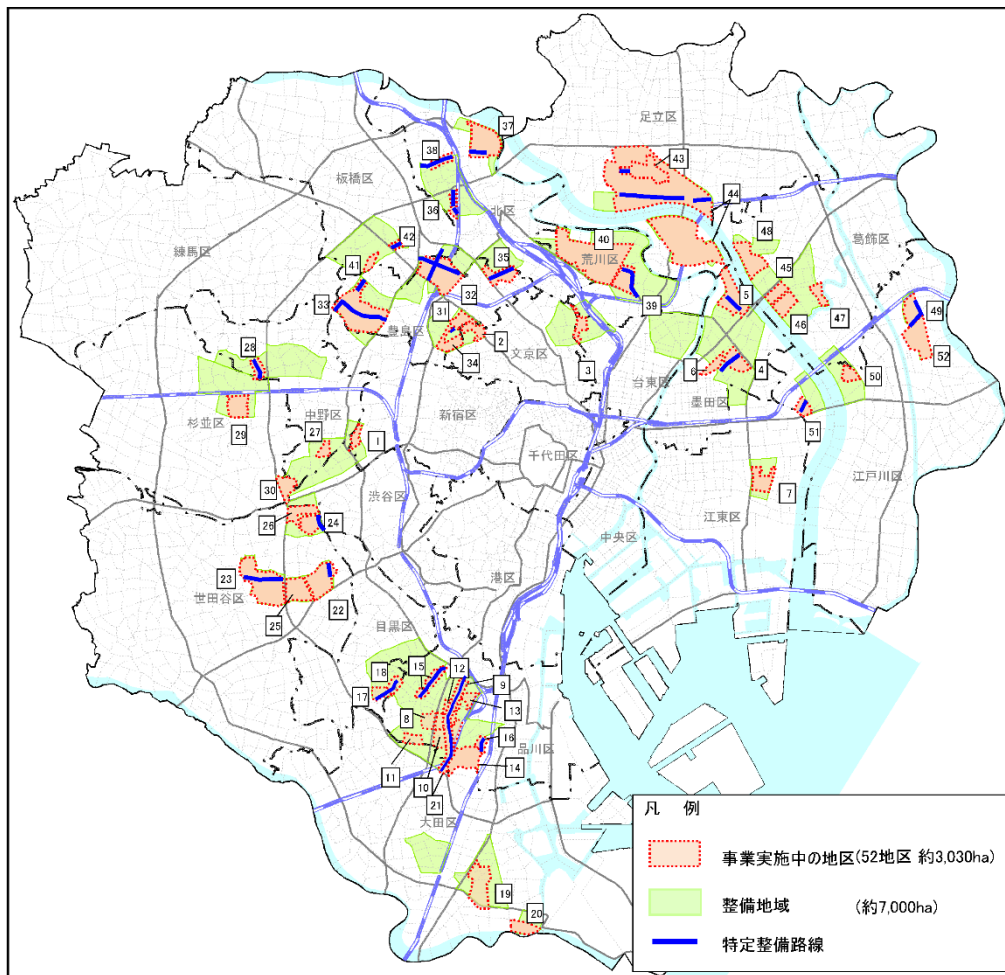 足立区
37
43
38
板橋区
44
36
北区
48
40
葛飾区
42
荒川区
練馬区
35
45
41
5
33
32
39
47
49
31
46
豊島区
2
28
文京区
52
34
3
6
4
50
台東区
墨田区
新宿区
中野区
杉並区
29
27
1
51
千代田区
江戸川区
30
渋谷区
7
26
24
江東区
中央区
23
港区
世田谷区
22
25
目黒区
12
18
15
9
17
13
8
16
品川区
11
14
10
21
大田区
19
20
凡 例
事業実施中の地区(52地区 約3,030ha)
整備地域 (約7,000ha)
特定整備路線